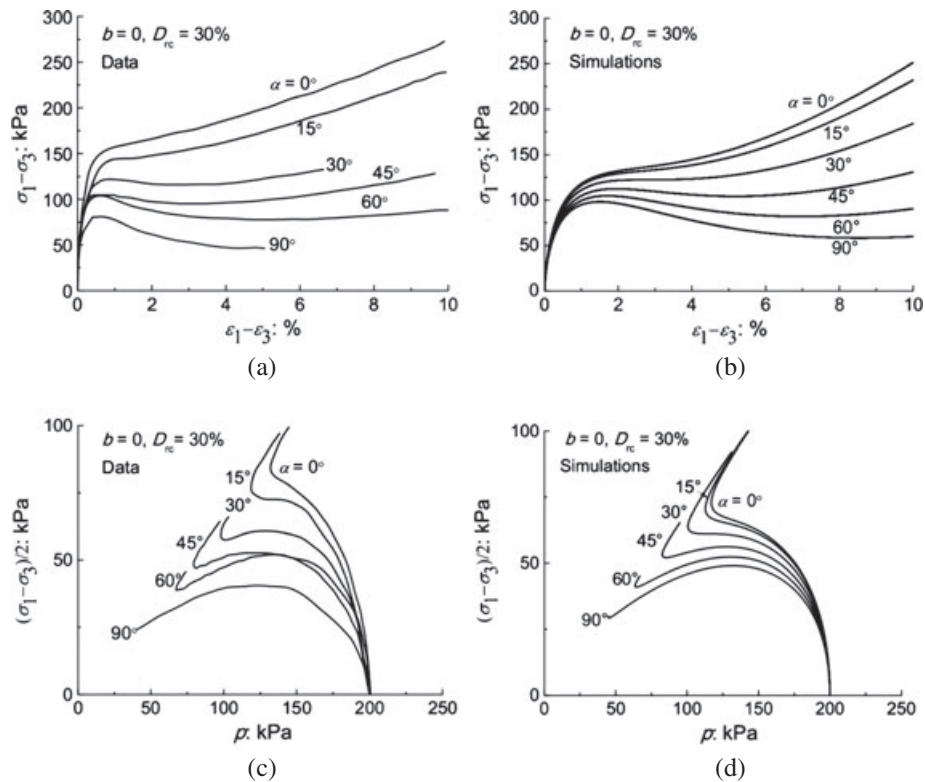 300
250
200
150
100
50
0
σ1–σ3: kPa
b = 0, Drc = 30%
Data
α = 0°
15°
30°
45°
60°
90°
0 2 4 6 8 10
ε1–ε3: %
(a)
300
250
200
150
100
50
0
σ1–σ3: kPa
b = 0, Drc = 30%
Simulations
α = 0°
15°
30°
45°
60°
90°
0 2 4 6 8 10
ε1–ε3: %
(b)
100
50
0
(σ1–σ3)/2: kPa
b = 0, Drc = 30%
Data
α = 0°
15°
30°
45°
60°
90°
0 50 100 150 200 250
p: kPa
(c)
100
50
0
(σ1–σ3)/2: kPa
b = 0, Drc = 30%
Simulations
15°
α = 0°
30°
45°
60°
90°
0 50 100 150 200 250
p: kPa
(d)